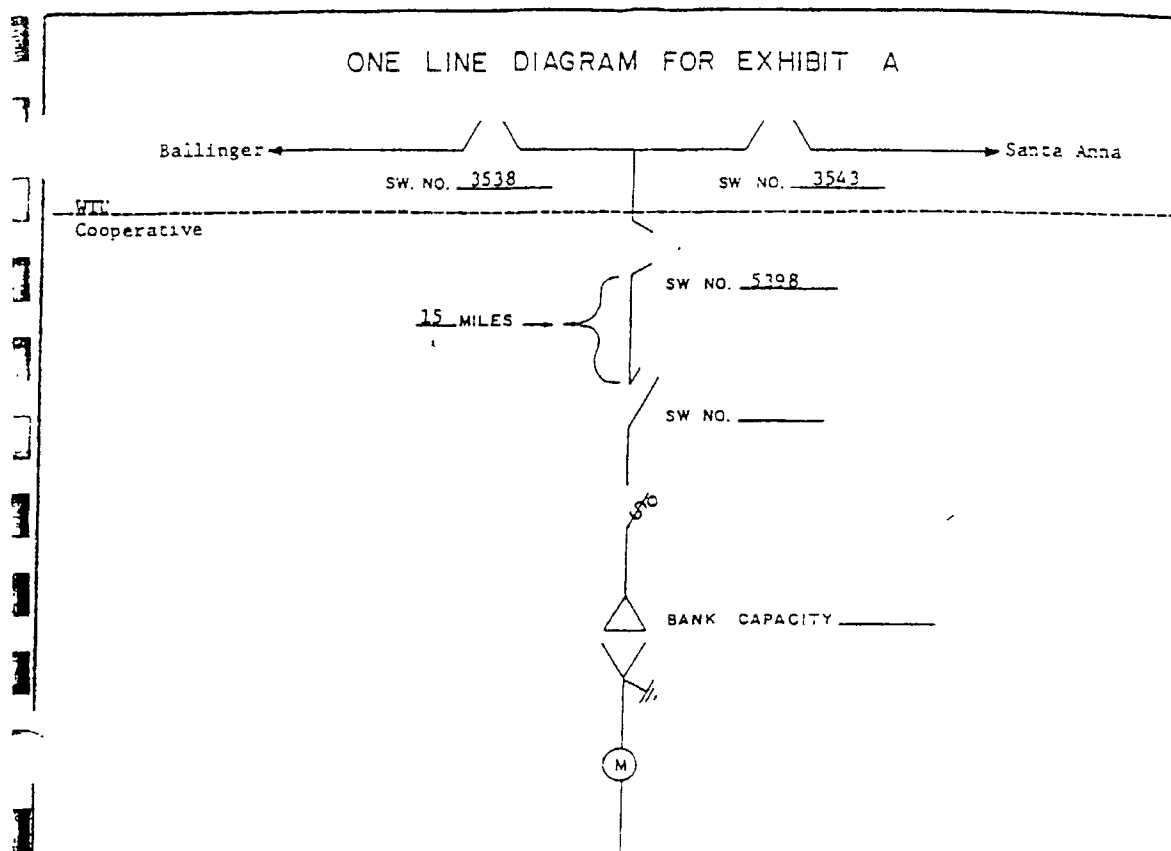 ONE LINE DIAGRAM FOR EXHIBIT A
Ballinger Santa Anna
SW. NO. 3538 SW NO. 3543
WTU
Cooperative
SW NO. 5398
15 MILES
SW NO.
BANK CAPACITY
M